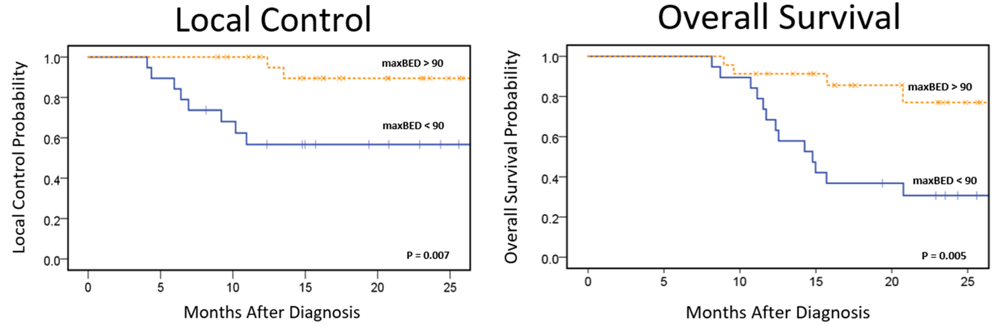 Local Control
Local Control Probability
1.0
0.8
0.6
0.4
0.2
0.0
maxBED > 90
maxBED < 90
P = 0.007
0 5 10 15 20 25
Months After Diagnosis
Overall Survival
Overall Survival Probability
1.0
0.8
0.6
0.4
0.2
0.0
maxBED > 90
maxBED < 90
P = 0.005
0 5 10 15 20 25
Months After Diagnosis